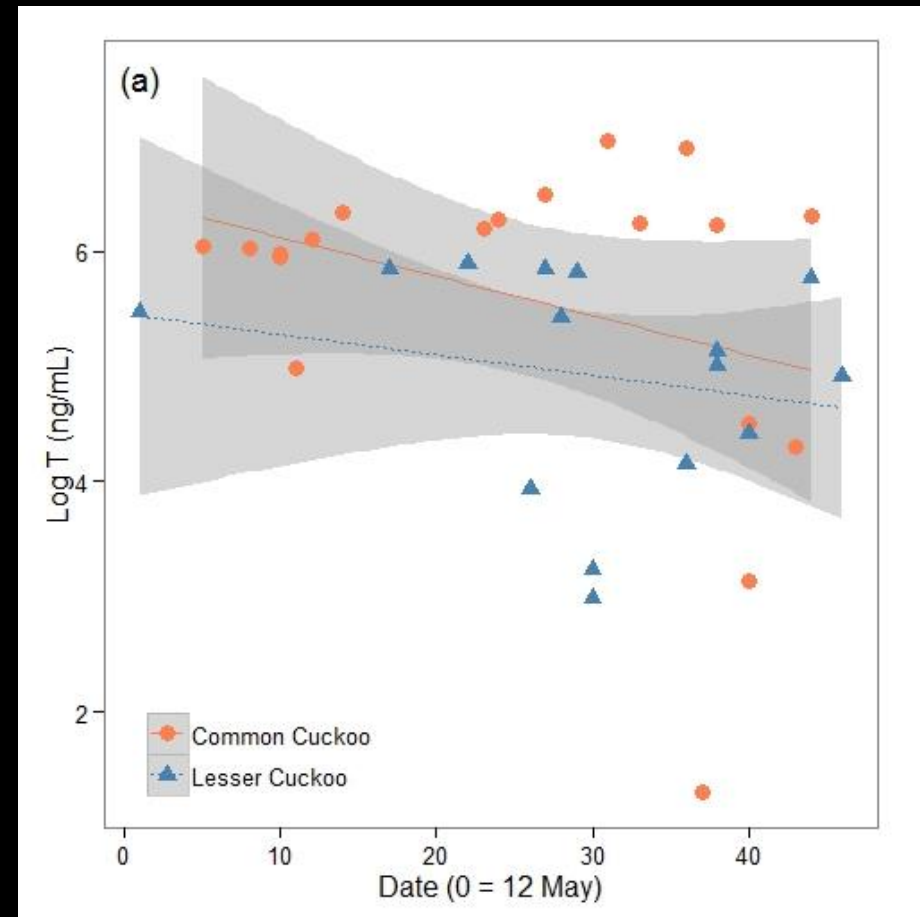 (a)
Log T (ng/mL)
6
4
2
Common Cuckoo
Lesser Cuckoo
0 10 20 30 40
Date (0 = 12 May)